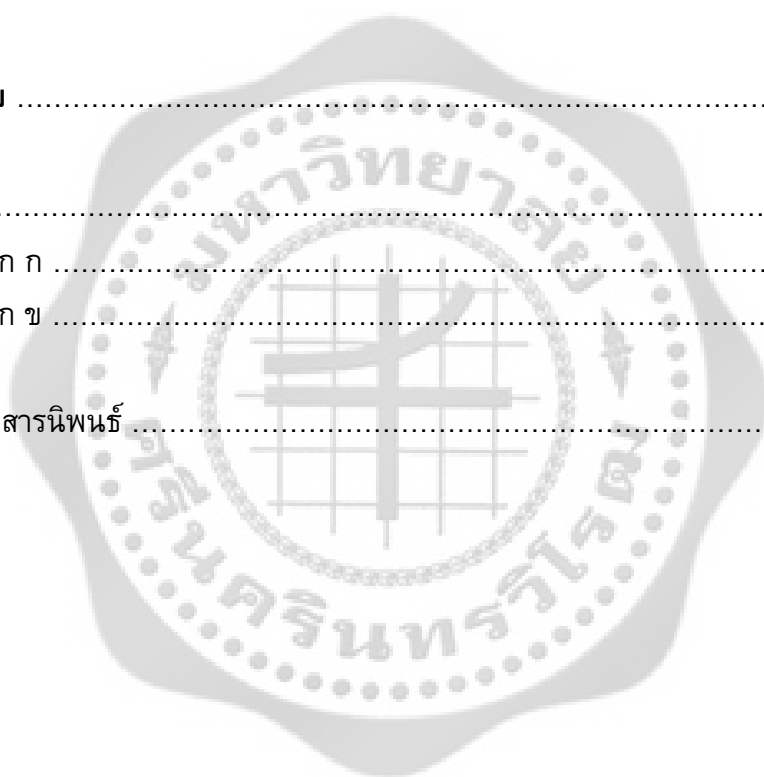 ม ........................................................................
........................................................................
ก ก ........................................................................
ก ข ........................................................................
สารนิพนธ์ ........................................................................
มหาวิทยาลัย
ศรีนครินทรวิโรฒ